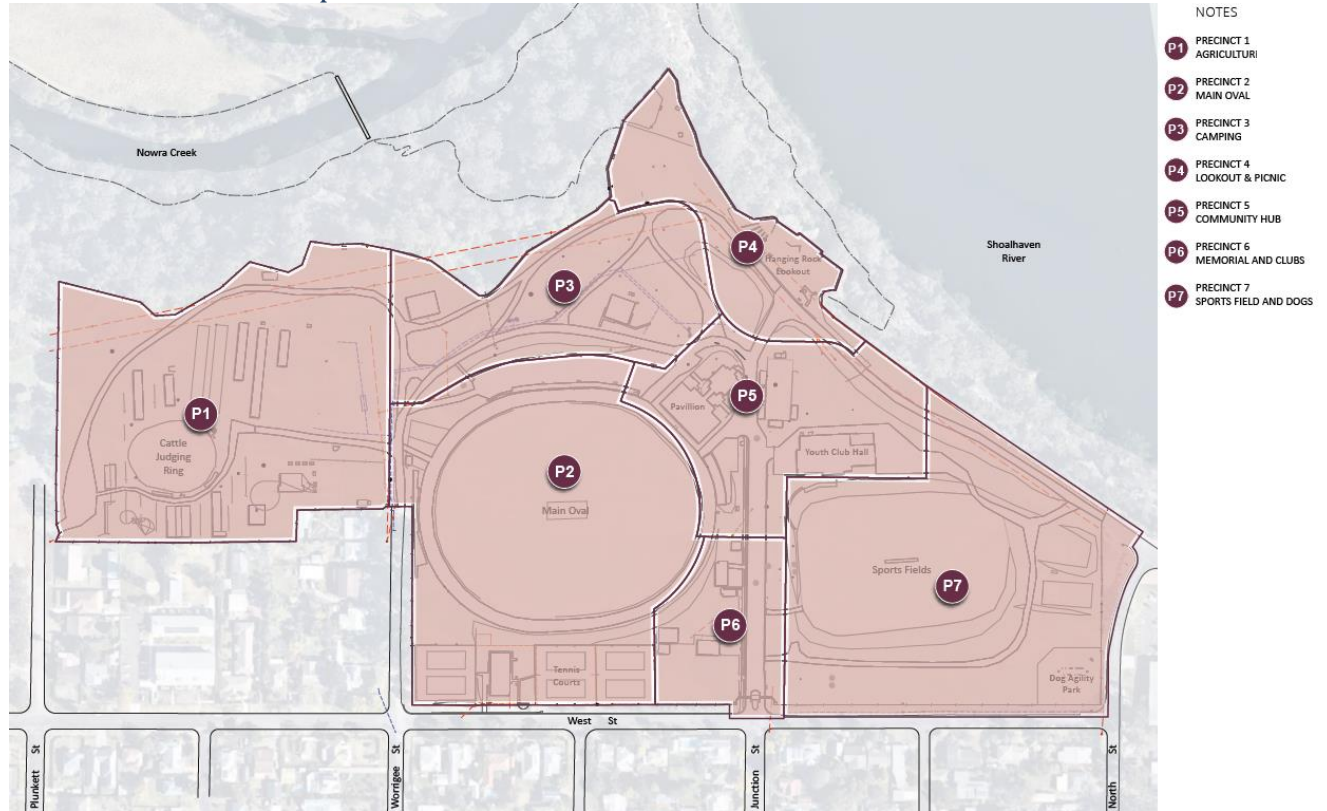 NOTES
P1 PRECINCT 1
AGRICULTURE
P2 PRECINCT 2
MAIN OVAL
P3 PRECINCT 3
CAMPING
P4 PRECINCT 4
LOOKOUT & PICNIC
P5 PRECINCT 5
COMMUNITY HUB
P6 PRECINCT 6
MEMORIAL AND CLUBS
P7 PRECINCT 7
SPORTS FIELD AND DOGS
Nowra Creek
Shoalhaven
River
P4
Hanging Rock
Lookout
P3
P5
Pavillion
P1
Cattle
Judging
Ring
Youth Club Hall
P2
Main Oval
Sports Fields
P7
P6
Tennis
Courts
Dog Agility
Park
West St
Plunkett St
Worrigee St
Junction St
North St